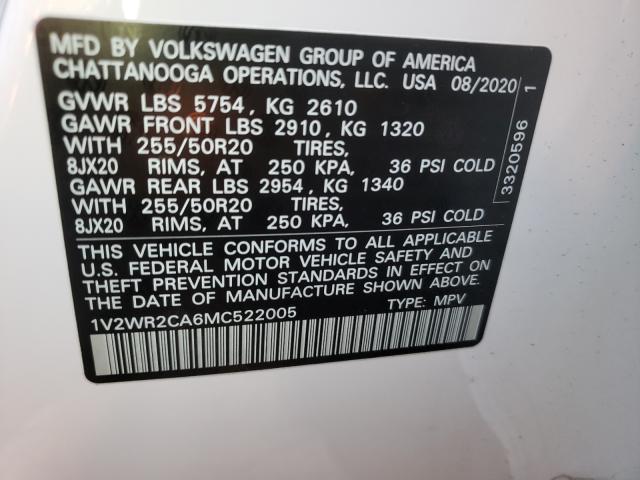 MFD BY VOLKSWAGEN GROUP OF AMERICA
CHATTANOOGA OPERATIONS, LLC. USA 08/2020
GVWR LBS 5754, KG 2610
GAWR FRONT LBS 2910, KG 1320
WITH 255/50R20 TIRES,
8JX20 RIMS, AT 250 KPA, 36 PSI COLD
GAWR REAR LBS 2954, KG 1340
WITH 255/50R20 TIRES,
8JX20 RIMS, AT 250 KPA, 36 PSI COLD
THIS VEHICLE CONFORMS TO ALL APPLICABLE
U.S. FEDERAL MOTOR VEHICLE SAFETY AND
THEFT PREVENTION STANDARDS IN EFFECT ON
THE DATE OF MANUFACTURE SHOWN ABOVE.
1V2WR2CA6MC522005 TYPE: MPV
3320596 1